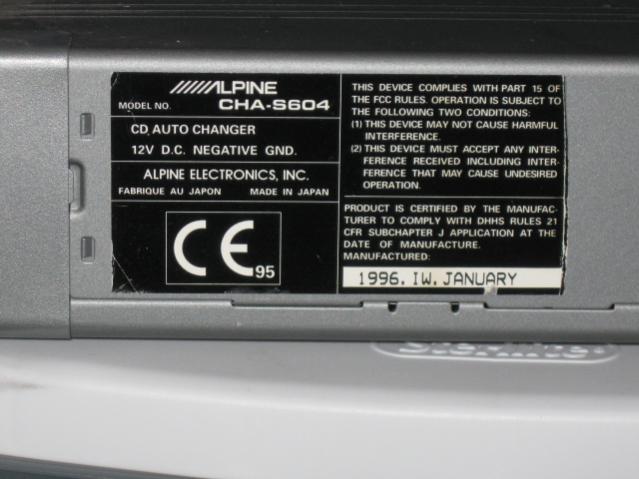 ALPINE
MODEL NO. CHA-S604
CD AUTO CHANGER
12V D.C. NEGATIVE GND.
ALPINE ELECTRONICS, INC.
FABRIQUE AU JAPON MADE IN JAPAN
CE95
THIS DEVICE COMPLIES WITH PART 15 OF
THE FCC RULES. OPERATION IS SUBJECT TO
THE FOLLOWING TWO CONDITIONS:
(1) THIS DEVICE MAY NOT CAUSE HARMFUL
INTERFERENCE.
(2) THIS DEVICE MUST ACCEPT ANY INTER-
FERENCE RECEIVED INCLUDING INTER-
FERENCE THAT MAY CAUSE UNDESIRED
OPERATION.
PRODUCT IS CERTIFIED BY THE MANUFAC-
TURER TO COMPLY WITH DHHS RULES 21
CFR SUBCHAPTER J APPLICATION AT THE
DATE OF MANUFACTURE.
MANUFACTURED:
1996. IW. JANUARY